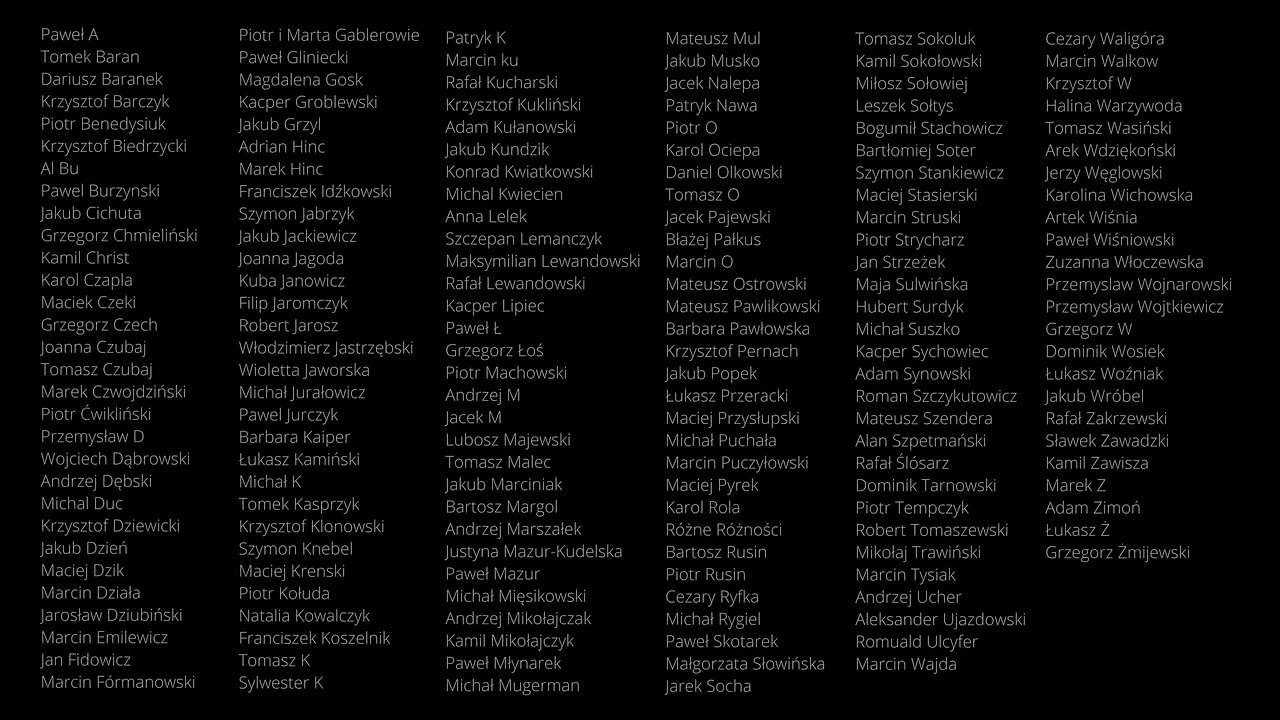 Paweł A
Tomek Baran
Dariusz Baranek
Krzysztof Barczyk
Piotr Benedysiuk
Krzysztof Biedrzycki
Al Bu
Pawel Burzynski
Jakub Cichuta
Grzegorz Chmieliński
Kamil Christ
Karol Czapla
Maciek Czeki
Grzegorz Czech
Joanna Czubaj
Tomasz Czubaj
Marek Czwojdziński
Piotr Ćwikliński
Przemysław D
Wojciech Dąbrowski
Andrzej Dębski
Michal Duc
Krzysztof Dziewicki
Jakub Dzień
Maciej Dzik
Marcin Działa
Jarosław Dziubiński
Marcin Emilewicz
Jan Fidowicz
Marcin Fórmanowski
Piotr i Marta Gablerowie
Paweł Gliniecki
Magdalena Gosk
Kacper Groblewski
Jakub Grzyl
Adrian Hinc
Marek Hinc
Franciszek Idźkowski
Szymon Jabrzyk
Jakub Jackiewicz
Joanna Jagoda
Kuba Janowicz
Filip Jaromczyk
Robert Jarosz
Włodzimierz Jastrzębski
Wioletta Jaworska
Michał Jurałowicz
Pawel Jurczyk
Barbara Kaiper
Łukasz Kamiński
Michał K
Tomek Kasprzyk
Krzysztof Klonowski
Szymon Knebel
Maciej Krenski
Piotr Kołuda
Natalia Kowalczyk
Franciszek Koszelnik
Tomasz K
Sylwester K
Patryk K
Marcin ku
Rafał Kucharski
Krzysztof Kukliński
Adam Kułanowski
Jakub Kundzik
Konrad Kwiatkowski
Michal Kwiecien
Anna Lelek
Szczepan Lemanczyk
Maksymilian Lewandowski
Rafał Lewandowski
Kacper Lipiec
Paweł Ł
Grzegorz Łoś
Piotr Machowski
Andrzej M
Jacek M
Lubosz Majewski
Tomasz Malec
Jakub Marciniak
Bartosz Margol
Andrzej Marszałek
Justyna Mazur-Kudelska
Paweł Mazur
Michał Mięsikowski
Andrzej Mikołajczak
Kamil Mikołajczyk
Paweł Młynarek
Michał Mugerman
Mateusz Mul
Jakub Musko
Jacek Nalepa
Patryk Nawa
Piotr O
Karol Ociepa
Daniel Olkowski
Tomasz O
Jacek Pajewski
Błażej Pałkus
Marcin O
Mateusz Ostrowski
Mateusz Pawlikowski
Barbara Pawłowska
Krzysztof Pernach
Jakub Popek
Łukasz Przeracki
Maciej Przysłupski
Michał Puchała
Marcin Puczyłowski
Maciej Pyrek
Karol Rola
Różne Różności
Bartosz Rusin
Piotr Rusin
Cezary Ryfka
Michał Rygiel
Paweł Skotarek
Małgorzata Słowińska
Jarek Socha
Tomasz Sokoluk
Kamil Sokołowski
Miłosz Sołowiej
Leszek Sołtys
Bogumił Stachowicz
Bartłomiej Soter
Szymon Stankiewicz
Maciej Stasierski
Marcin Struski
Piotr Strycharz
Jan Strzeżek
Maja Sulwińska
Hubert Surdyk
Michał Suszko
Kacper Sychowiec
Adam Synowski
Roman Szczykutowicz
Mateusz Szendera
Alan Szpetmański
Rafał Ślósarz
Dominik Tarnowski
Piotr Tempczyk
Robert Tomaszewski
Mikołaj Trawiński
Marcin Tysiak
Andrzej Ucher
Aleksander Ujazdowski
Romuald Ulcyfer
Marcin Wajda
Cezary Waligóra
Marcin Walkow
Krzysztof W
Halina Warzywoda
Tomasz Wasiński
Arek Wdziękoński
Jerzy Węglowski
Karolina Wichowska
Artek Wiśnia
Paweł Wiśniowski
Zuzanna Włoczewska
Przemyslaw Wojnarowski
Przemysław Wojtkiewicz
Grzegorz W
Dominik Wosiek
Łukasz Woźniak
Jakub Wróbel
Rafał Zakrzewski
Sławek Zawadzki
Kamil Zawisza
Marek Z
Adam Zimoń
Łukasz Ż
Grzegorz Żmijewski